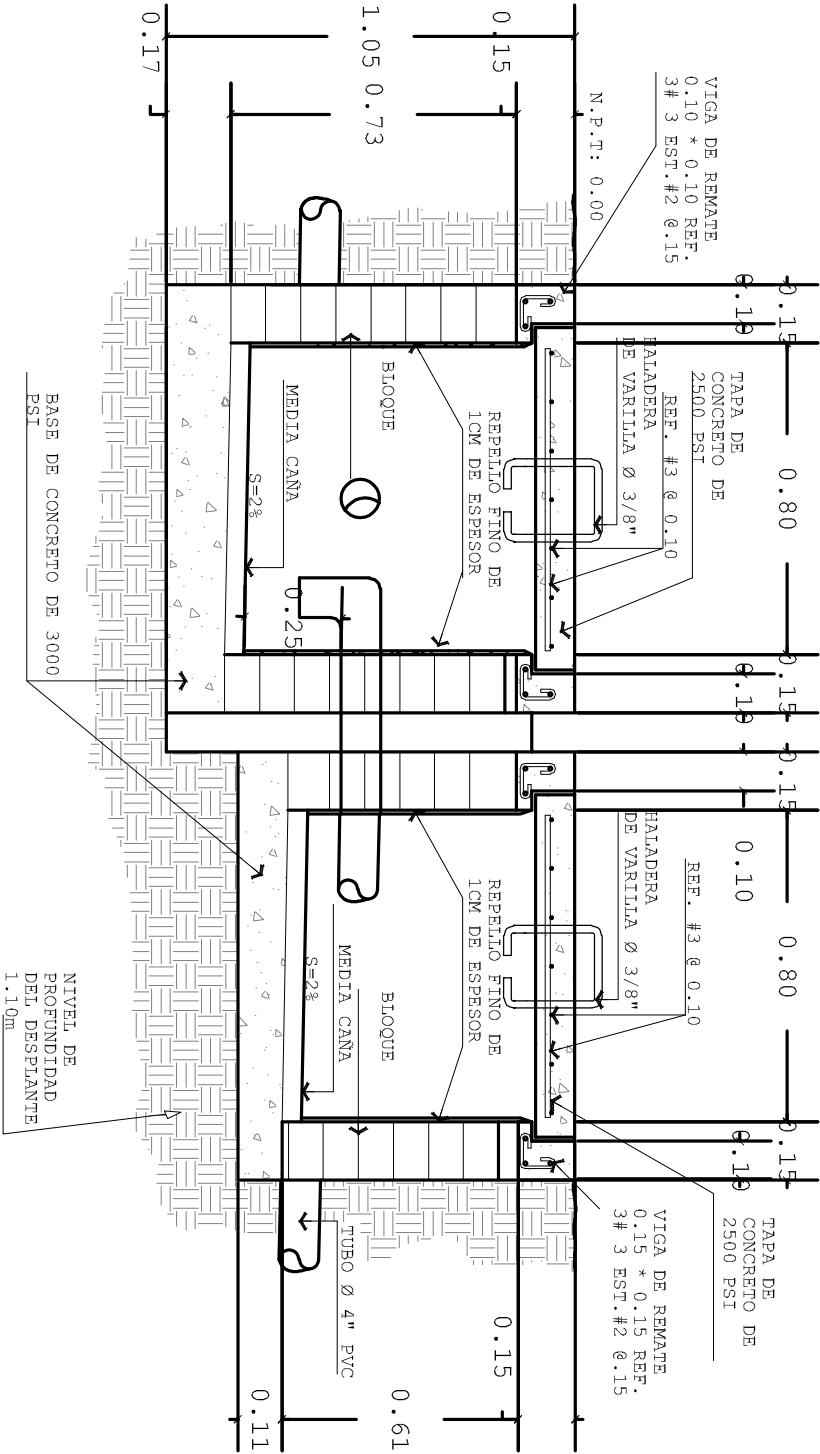 0.15
0.80
0.15
0.15
0.80
0.15
0.10
0.10
0.10
0.10
VIGA DE REMATE
0.10 * 0.10 REF.
3# 3 EST.#2 @.15
N.P.T: 0.00
TAPA DE
CONCRETO DE
2500 PSI
REF. #3 @ 0.10
HALADERA
DE VARILLA Ø 3/8"
REF. #3 @ 0.10
HALADERA
DE VARILLA Ø 3/8"
TAPA DE
CONCRETO DE
2500 PSI
VIGA DE REMATE
0.15 * 0.15 REF.
3# 3 EST.#2 @.15
0.15
1.05
0.73
0.17
REPELLO FINO DE
1CM DE ESPESOR
BLOQUE
MEDIA CAÑA
S=2%
0.25
REPELLO FINO DE
1CM DE ESPESOR
BLOQUE
MEDIA CAÑA
S=2%
TUBO Ø 4" PVC
0.15
0.61
0.11
BASE DE CONCRETO DE 3000
PSI
NIVEL DE
PROFUNDIDAD
DEL DESPLANTE
1.10m